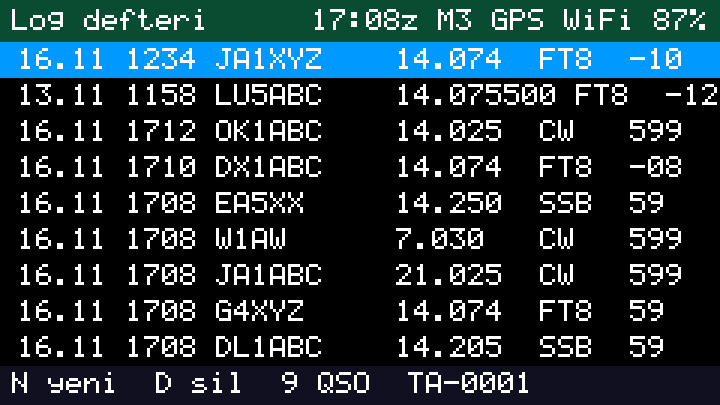 Log defteri 17:08z M3 GPS WiFi 87%
16.11 1234 JA1XYZ 14.074 FT8 -10
13.11 1158 LU5ABC 14.075500 FT8 -12
16.11 1712 OK1ABC 14.025 CW 599
16.11 1710 DX1ABC 14.074 FT8 -08
16.11 1708 EA5XX 14.250 SSB 59
16.11 1708 W1AW 7.030 CW 599
16.11 1708 JA1ABC 21.025 CW 599
16.11 1708 G4XYZ 14.074 FT8 59
16.11 1708 DL1ABC 14.205 SSB 59
N yeni D sil 9 QSO TA-0001